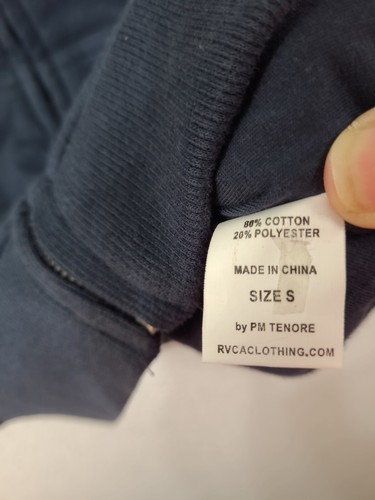 80% COTTON
20% POLYESTER
MADE IN CHINA
SIZE S
by PM TENORE
RVCACLOTHING.COM